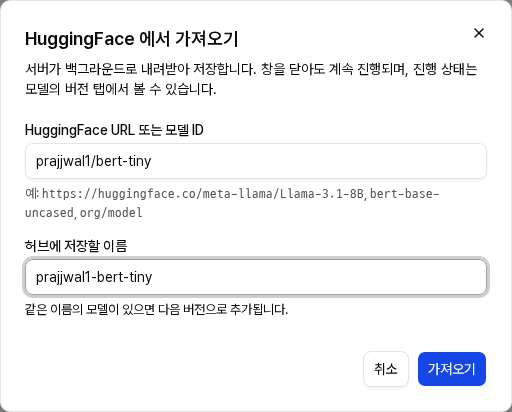 HuggingFace 에서 가져오기
서버가 백그라운드로 내려받아 저장합니다. 창을 닫아도 계속 진행되며, 진행 상태는
모델의 버전 탭에서 볼 수 있습니다.
HuggingFace URL 또는 모델 ID
prajjwal1/bert-tiny
예: https://huggingface.co/meta-llama/Llama-3.1-8B, bert-base-
uncased, org/model
허브에 저장할 이름
prajjwal1-bert-tiny
같은 이름의 모델이 있으면 다음 버전으로 추가됩니다.
취소 가져오기